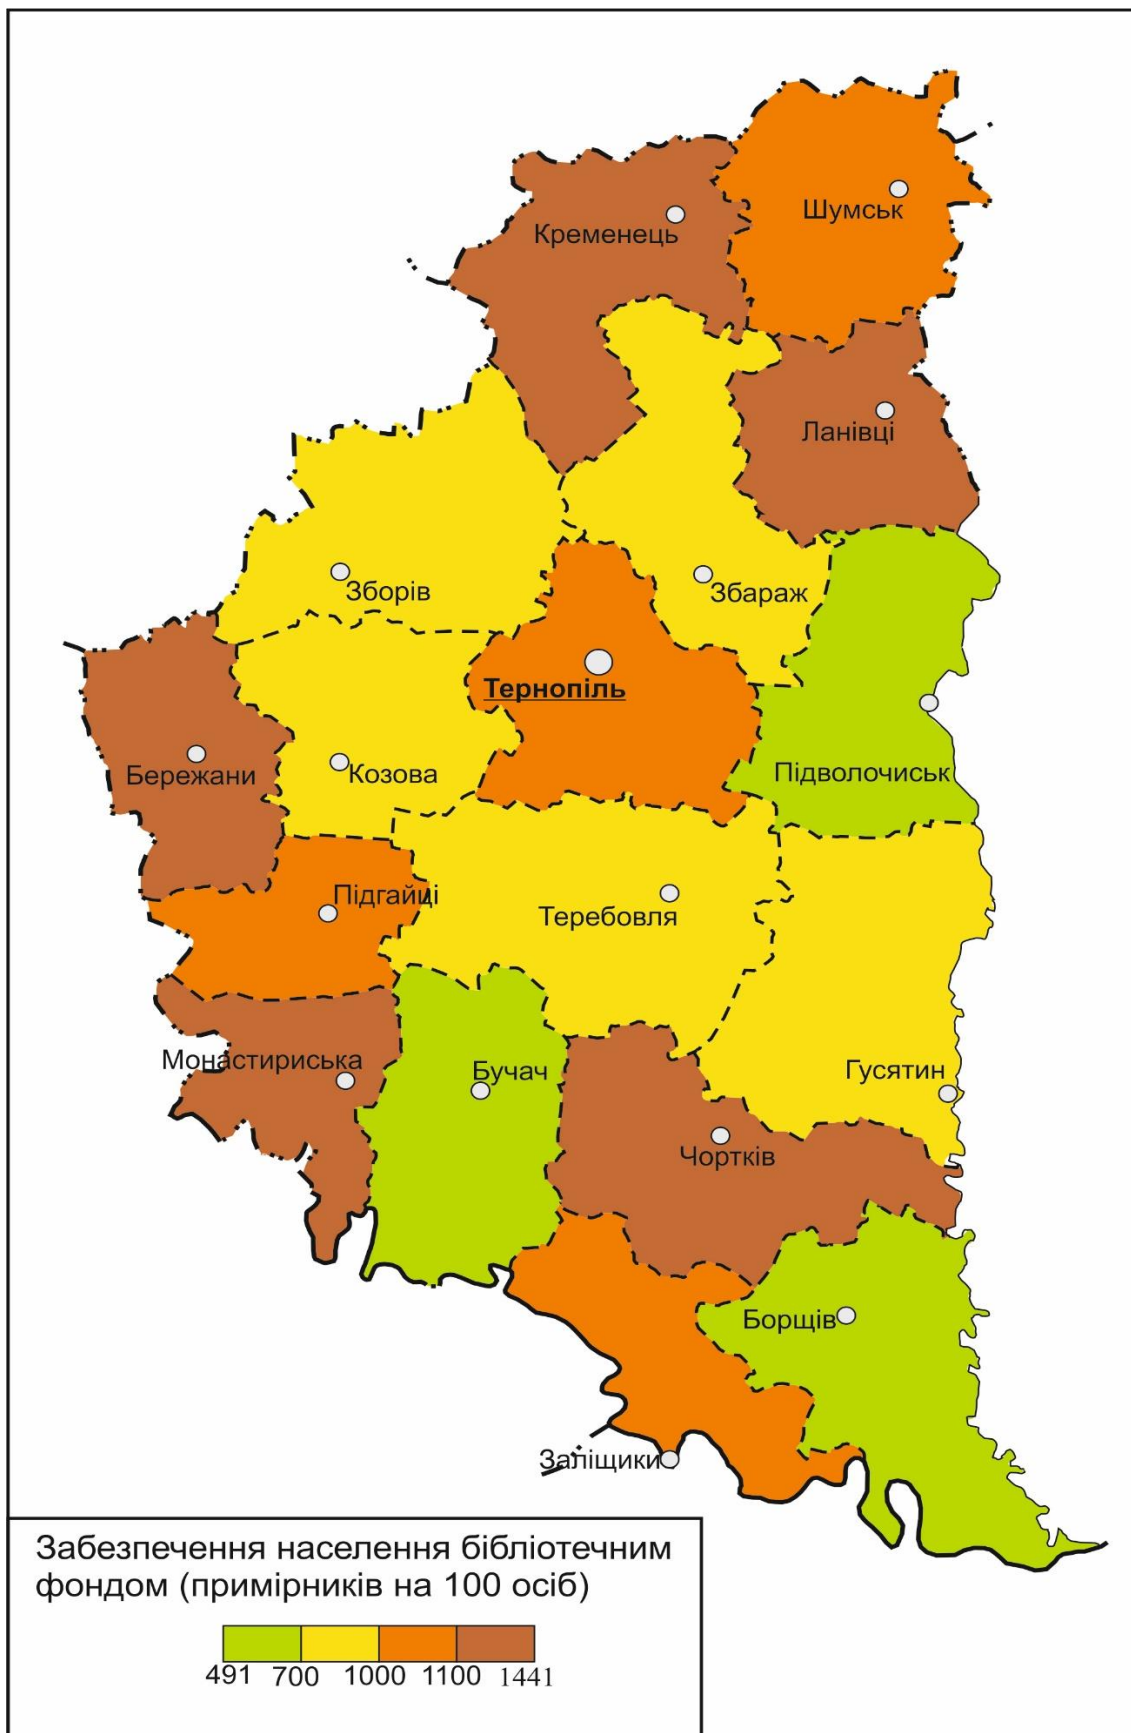 Шумськ
Кременець
Ланівці
Зборів
Збараж
Тернопіль
Бережани
Козова
Підволочиськ
Підгайці
Теребовля
Монастириська
Бучач
Гусятин
Чортків
Борщів
Заліщики
Забезпечення населення бібліотечним
фондом (примірників на 100 осіб)
491 700 1000 1100 1441